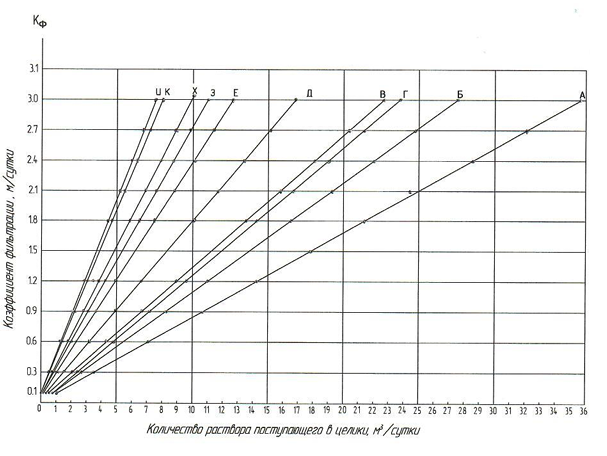 Кф
Коэффициент фильтрации, м/сутки
3.1
3.0
2.7
2.4
2.1
1.8
1.5
1.2
0.9
0.6
0.3
0.1
И К Х З Е Д В Г Б А
0 1 2 3 4 5 6 7 8 9 10 11 12 13 14 15 16 17 18 19 20 21 22 23 24 25 26 27 28 29 30 31 32 33 34 35 36
Количество раствора поступающего в целики, м³/сутки